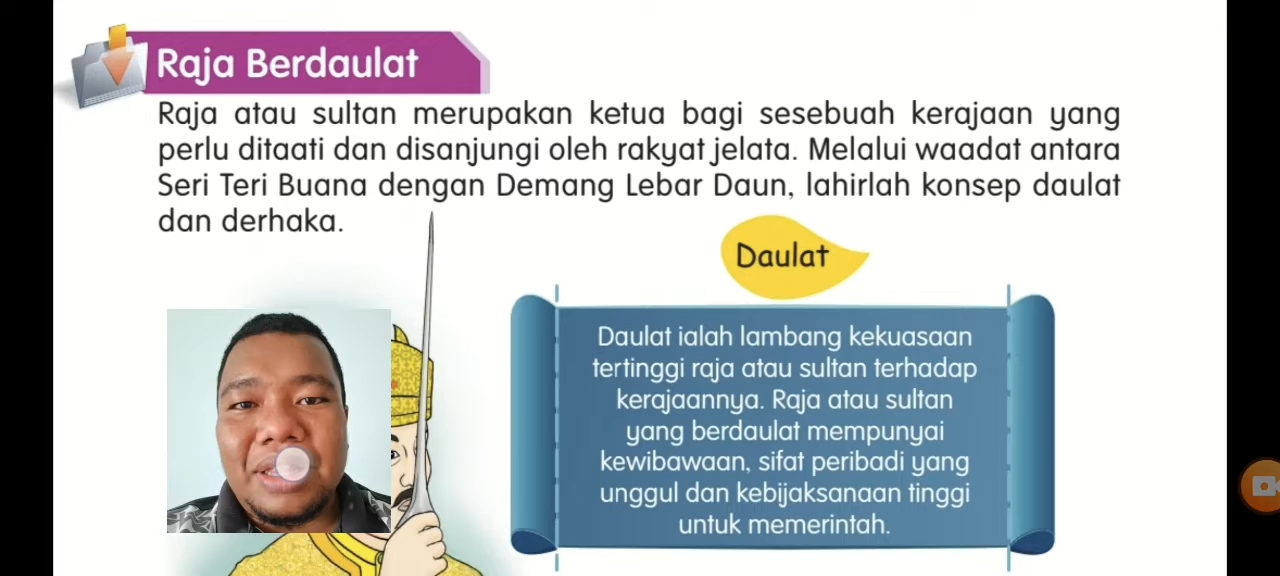 Raja Berdaulat
Raja atau sultan merupakan ketua bagi sesebuah kerajaan yang
perlu ditaati dan disanjungi oleh rakyat jelata. Melalui waadat antara
Seri Teri Buana dengan Demang Lebar Daun, lahirlah konsep daulat
dan derhaka.
Daulat
Daulat ialah lambang kekuasaan
tertinggi raja atau sultan terhadap
kerajaannya. Raja atau sultan
yang berdaulat mempunyai
kewibawaan, sifat peribadi yang
unggul dan kebijaksanaan tinggi
untuk memerintah.